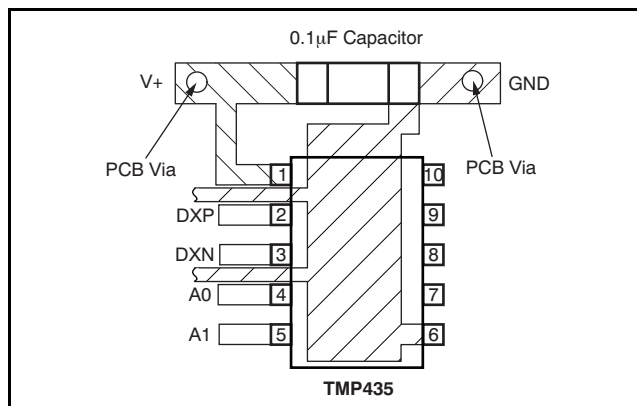 0.1μF Capacitor
V+
GND
PCB Via
PCB Via
1
10
DXP
2
9
DXN
3
8
A0
4
7
A1
5
6
TMP435